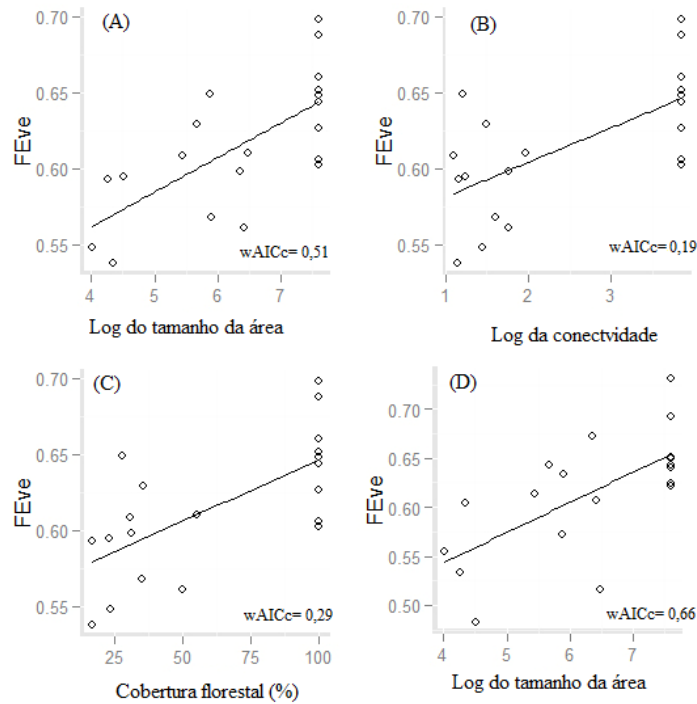 (A)
0.70
0.65
0.60
0.55
FEve
wAICc= 0,51
4
5
6
7
Log do tamanho da área
(B)
0.70
0.65
0.60
0.55
FEve
wAICc= 0,19
1
2
3
Log da conectvidade
(C)
0.70
0.65
0.60
0.55
FEve
wAICc= 0,29
25
50
75
100
Cobertura florestal (%)
(D)
0.70
0.65
0.60
0.55
0.50
FEve
wAICc= 0,66
4
5
6
7
Log do tamanho da área